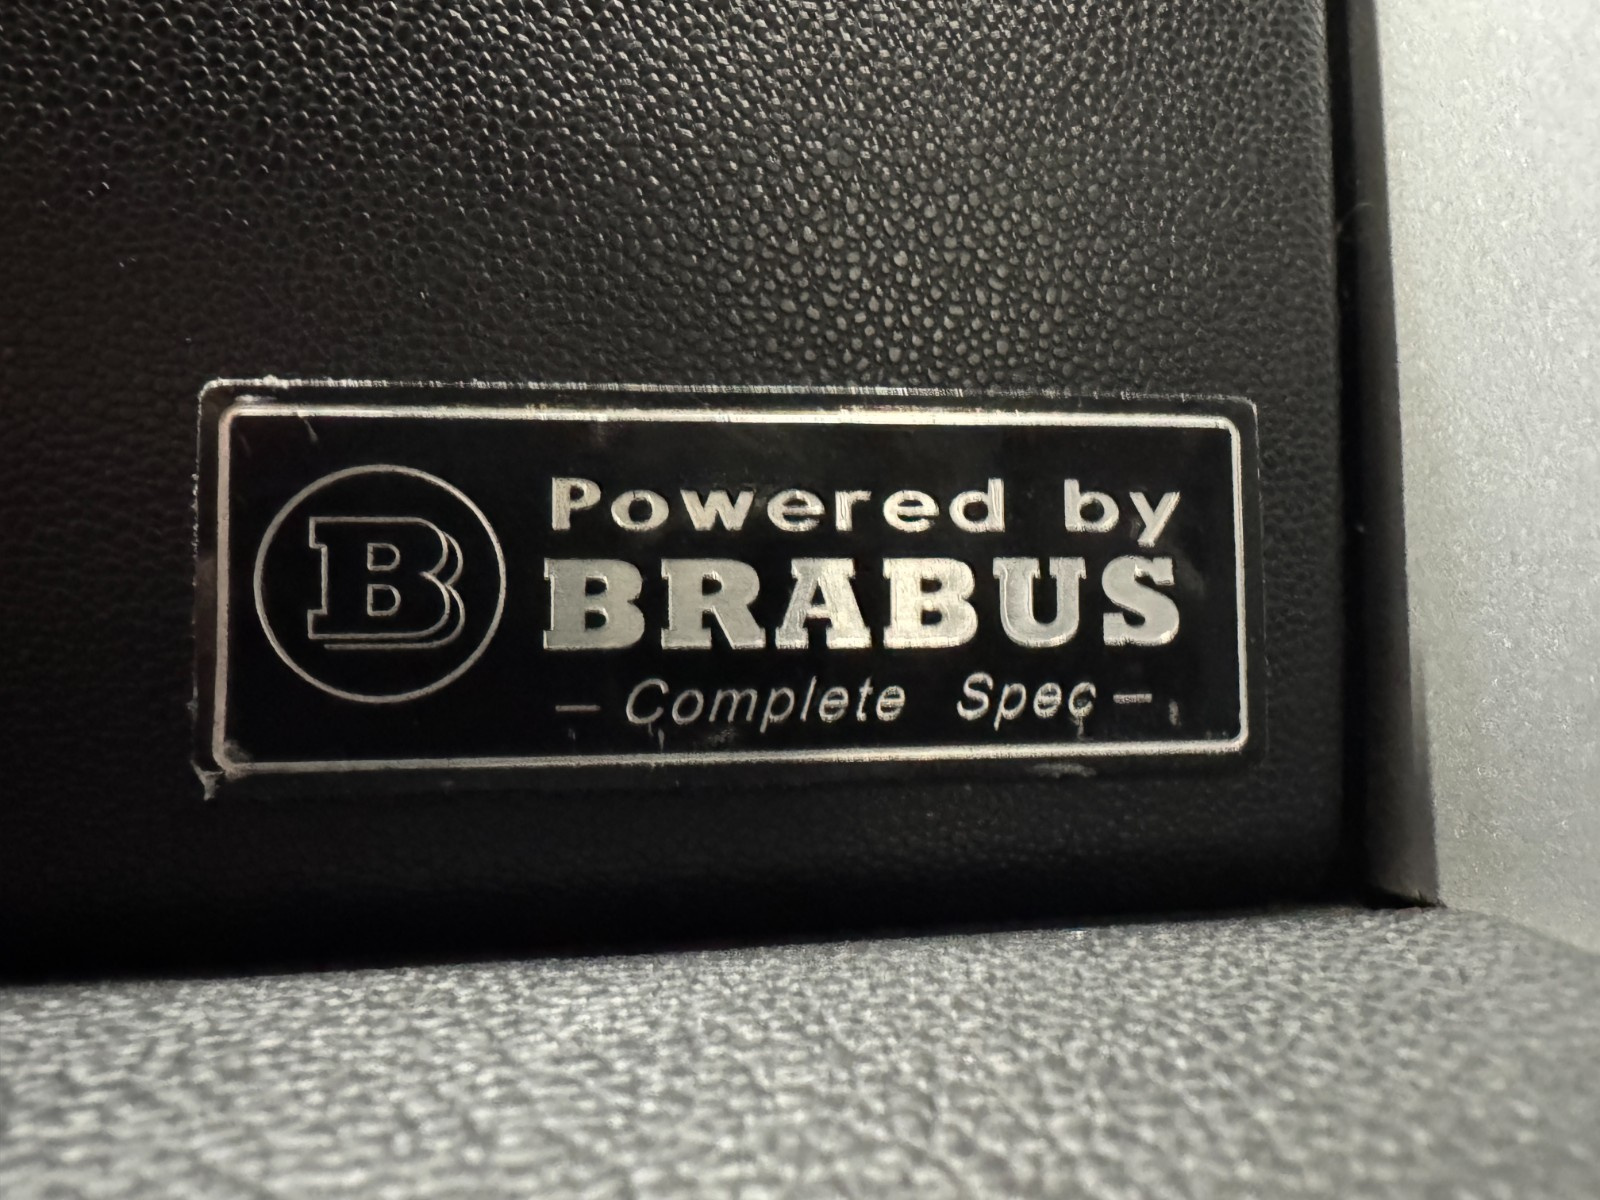 B
Powered by
BRABUS
— Complete Spec —